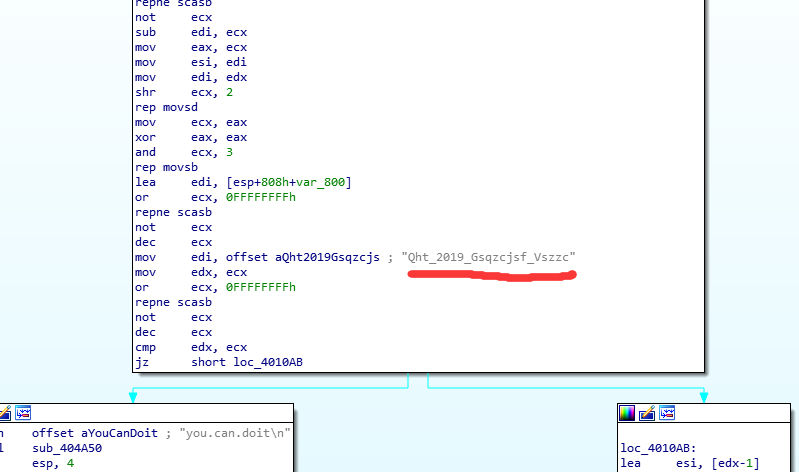 repne scasb
not ecx
sub edi, ecx
mov eax, ecx
mov esi, edi
mov edi, edx
shr ecx, 2
rep movsd
mov ecx, eax
xor eax, eax
and ecx, 3
rep movsb
lea edi, [esp+808h+var_800]
or ecx, 0FFFFFFFFh
repne scasb
not ecx
dec ecx
mov edi, offset aQht2019Gsqzcjs ; "Qht_2019_Gsqzcjsf_Vszzc"
mov edx, ecx
or ecx, 0FFFFFFFFh
repne scasb
not ecx
dec ecx
cmp edx, ecx
jz short loc_4010AB
offset aYouCanDoit ; "you.can.doit\n"
sub_404A50
esp, 4
loc_4010AB:
lea esi, [edx-1]